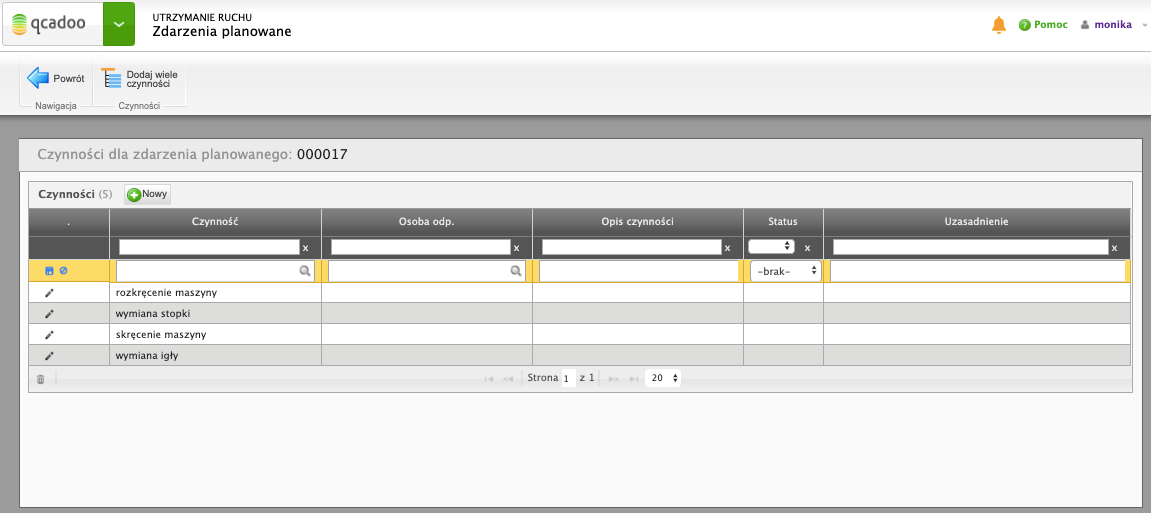 qcadoo
UTRZYMANIE RUCHU
Zdarzenia planowane
Pomoc
monika
Powrót
Dodaj wiele
czynności
Nawigacja
Czynności
Czynności dla zdarzenia planowanego: 000017
Czynności (5) Nowy
. Czynność Osoba odp. Opis czynności Status Uzasadnienie
x x x x x
-brak-
rozkręcenie maszyny
wymiana stopki
skręcenie maszyny
wymiana igły
Strona 1 z 1 20